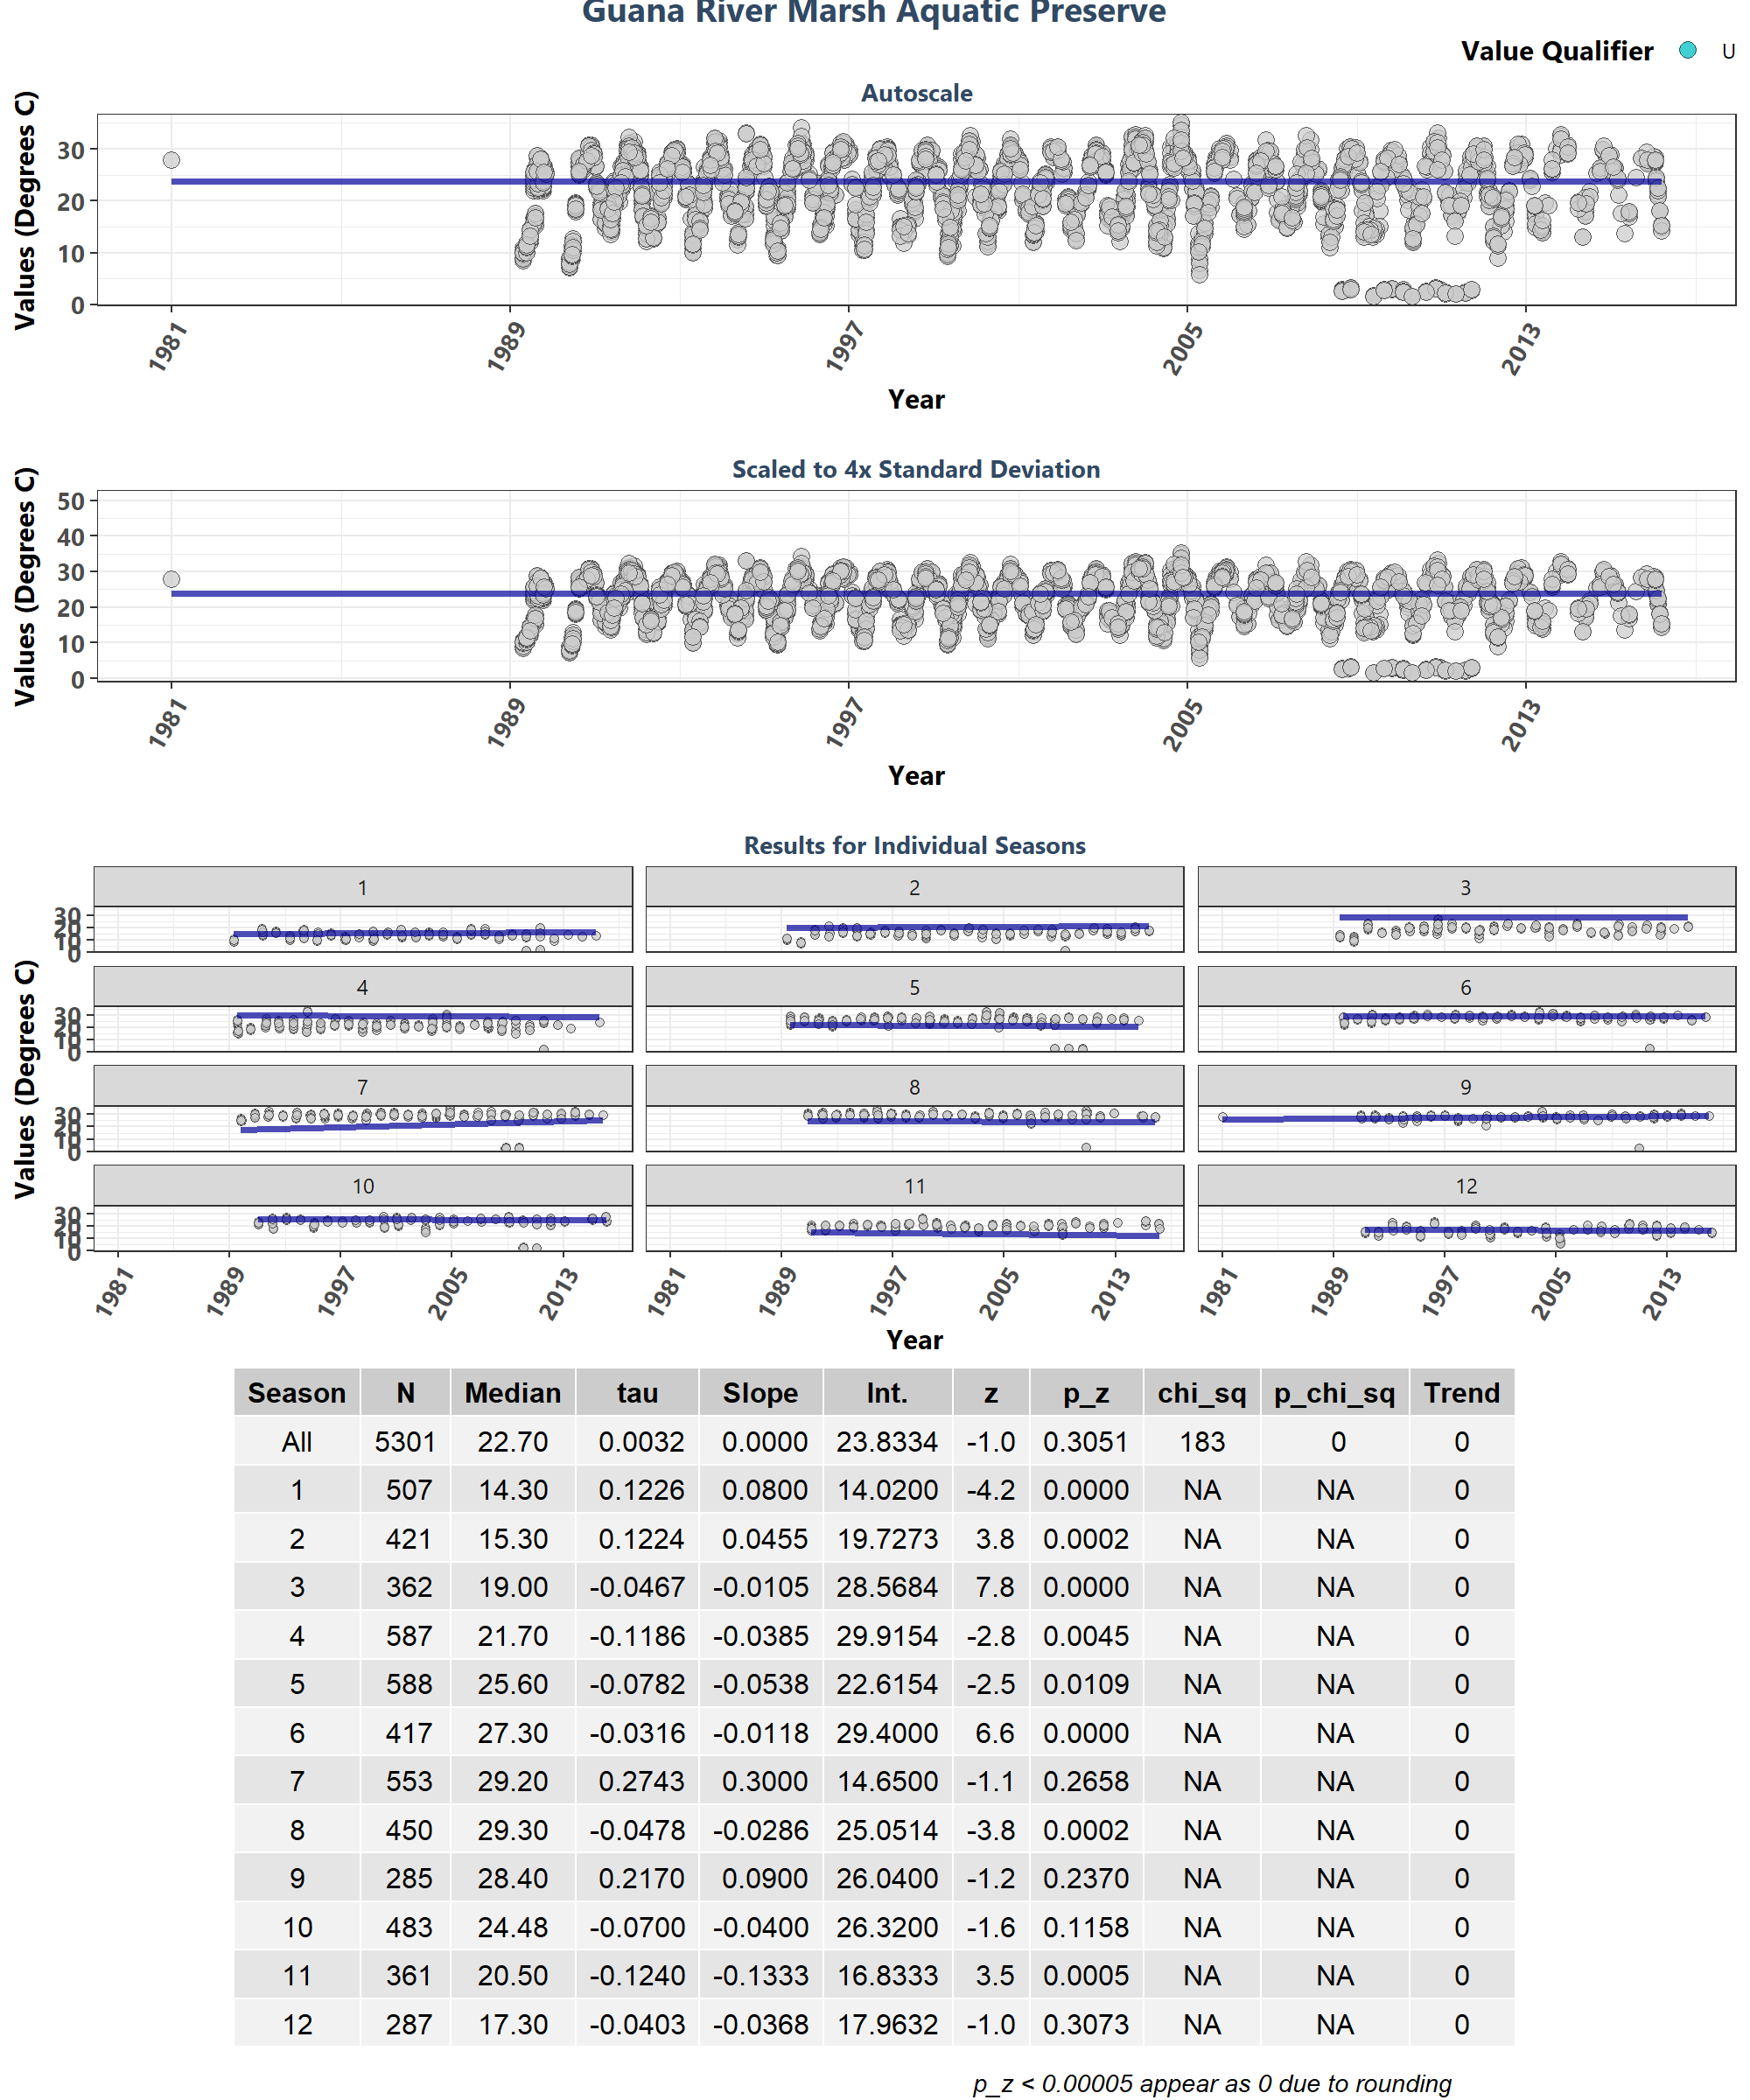 Guana River Marsh Aquatic Preserve
Value Qualifier U
Autoscale
Values (Degrees C)
30
20
10
0
1981 1989 1997 2005 2013
Year
Scaled to 4x Standard Deviation
Values (Degrees C)
50
40
30
20
10
0
1981 1989 1997 2005 2013
Year
Results for Individual Seasons
Values (Degrees C)
1 2 3
30
20
10
0
4 5 6
30
20
10
0
7 8 9
30
20
10
0
10 11 12
30
20
10
0
1981 1989 1997 2005 2013 1981 1989 1997 2005 2013 1981 1989 1997 2005 2013
Year
Season N Median tau Slope Int. z p_z chi_sq p_chi_sq Trend
All 5301 22.70 0.0032 0.0000 23.8334 -1.0 0.3051 183 0 0
1 507 14.30 0.1226 0.0800 14.0200 -4.2 0.0000 NA NA 0
2 421 15.30 0.1224 0.0455 19.7273 3.8 0.0002 NA NA 0
3 362 19.00 -0.0467 -0.0105 28.5684 7.8 0.0000 NA NA 0
4 587 21.70 -0.1186 -0.0385 29.9154 -2.8 0.0045 NA NA 0
5 588 25.60 -0.0782 -0.0538 22.6154 -2.5 0.0109 NA NA 0
6 417 27.30 -0.0316 -0.0118 29.4000 6.6 0.0000 NA NA 0
7 553 29.20 0.2743 0.3000 14.6500 -1.1 0.2658 NA NA 0
8 450 29.30 -0.0478 -0.0286 25.0514 -3.8 0.0002 NA NA 0
9 285 28.40 0.2170 0.0900 26.0400 -1.2 0.2370 NA NA 0
10 483 24.48 -0.0700 -0.0400 26.3200 -1.6 0.1158 NA NA 0
11 361 20.50 -0.1240 -0.1333 16.8333 3.5 0.0005 NA NA 0
12 287 17.30 -0.0403 -0.0368 17.9632 -1.0 0.3073 NA NA 0
p_z < 0.00005 appear as 0 due to rounding